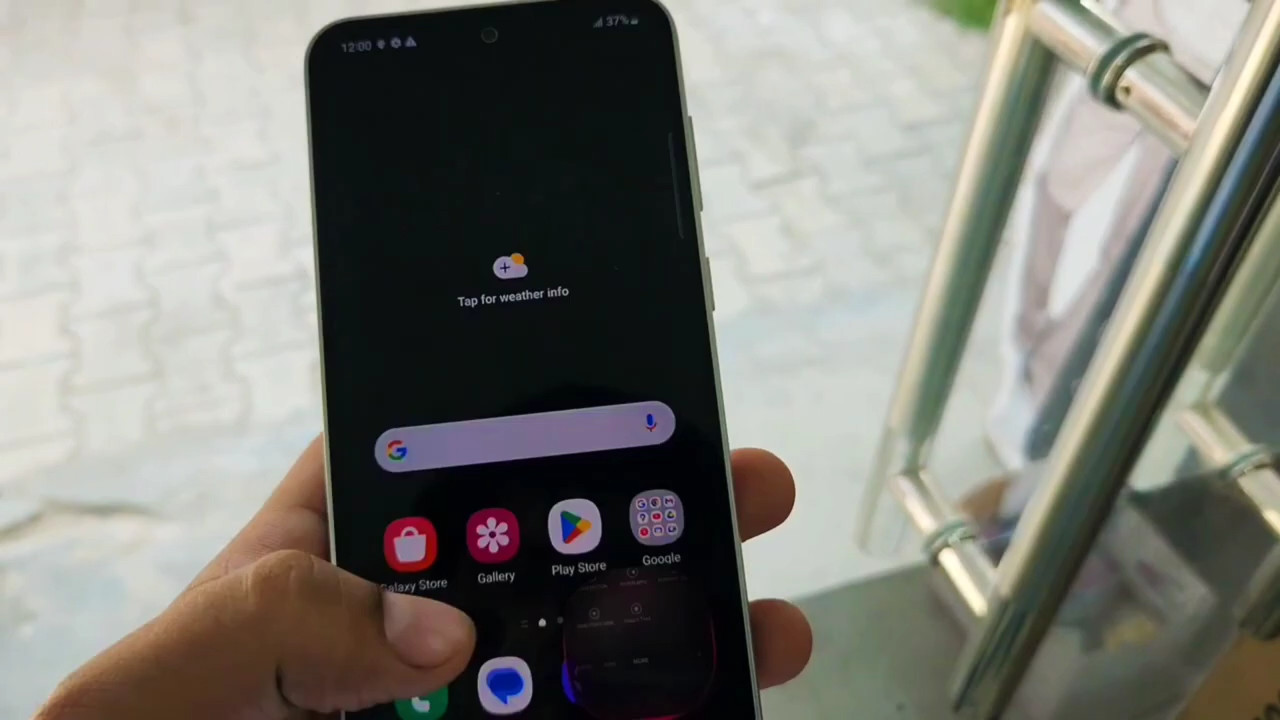 12:00
37%
Tap for weather info
G
Galaxy Store
Gallery
Play Store
Google